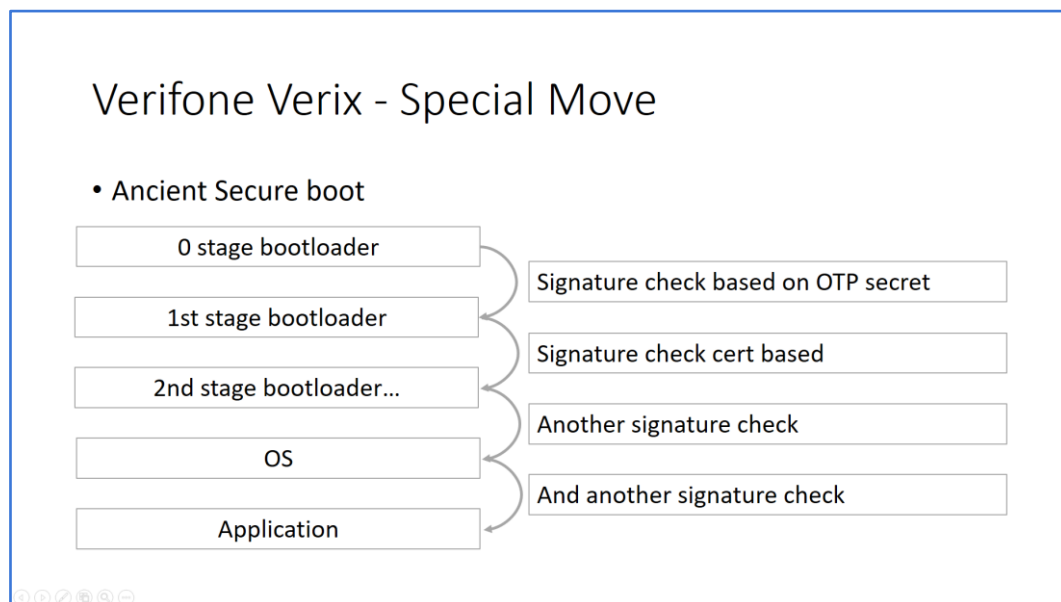 Verifone Verix - Special Move
• Ancient Secure boot
0 stage bootloader
Signature check based on OTP secret
1st stage bootloader
Signature check cert based
2nd stage bootloader...
Another signature check
OS
And another signature check
Application